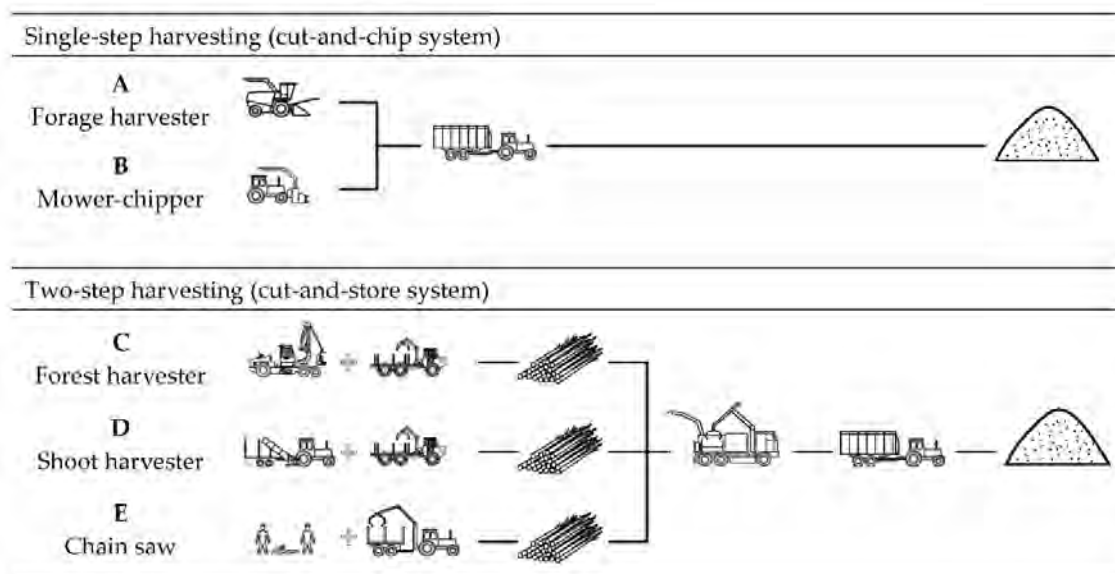 Single-step harvesting (cut-and-chip system)
A
Forage harvester
B
Mower-chipper
Two-step harvesting (cut-and-store system)
C
Forest harvester
D
Shoot harvester
E
Chain saw